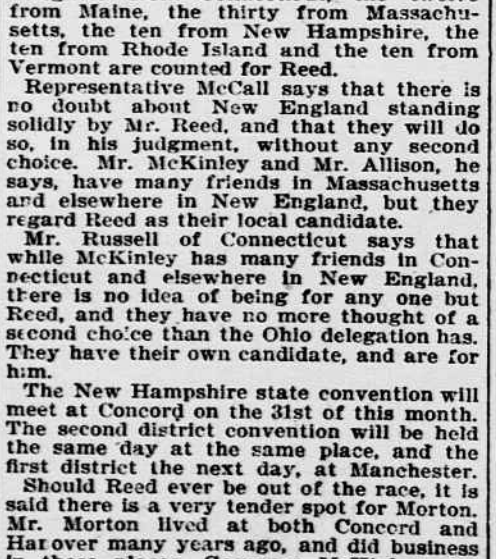 from Maine, the thirty from Massachu-
setts, the ten from New Hampshire, the
ten from Rhode Island and the ten from
Vermont are counted for Reed.
Representative McCall says that there is
no doubt about New England standing
solidly by Mr. Reed, and that they will do
so, in his judgment, without any second
choice. Mr. McKinley and Mr. Allison, he
says, have many friends in Massachusetts
and elsewhere in New England, but they
regard Reed as their local candidate.
Mr. Russell of Connecticut says that
while McKinley has many friends in Con-
necticut and elsewhere in New England,
there is no idea of being for any one but
Reed, and they have no more thought of a
second choice than the Ohio delegation has.
They have their own candidate, and are for
him.
The New Hampshire state convention will
meet at Concord on the 31st of this month.
The second district convention will be held
the same day at the same place, and the
first district the next day, at Manchester.
Should Reed ever be out of the race, it is
said there is a very tender spot for Morton.
Mr. Morton lived at both Concord and
Hanover many years ago, and did business